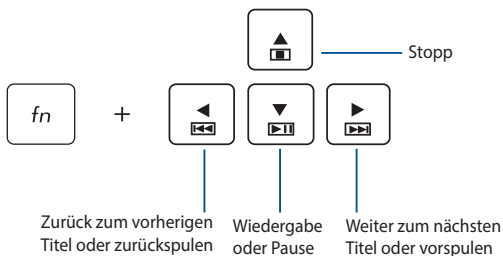 Stopp
fn +
Zurück zum vorherigen
Titel oder zurückspulen
Wiedergabe
oder Pause
Weiter zum nächsten
Titel oder vorspulen